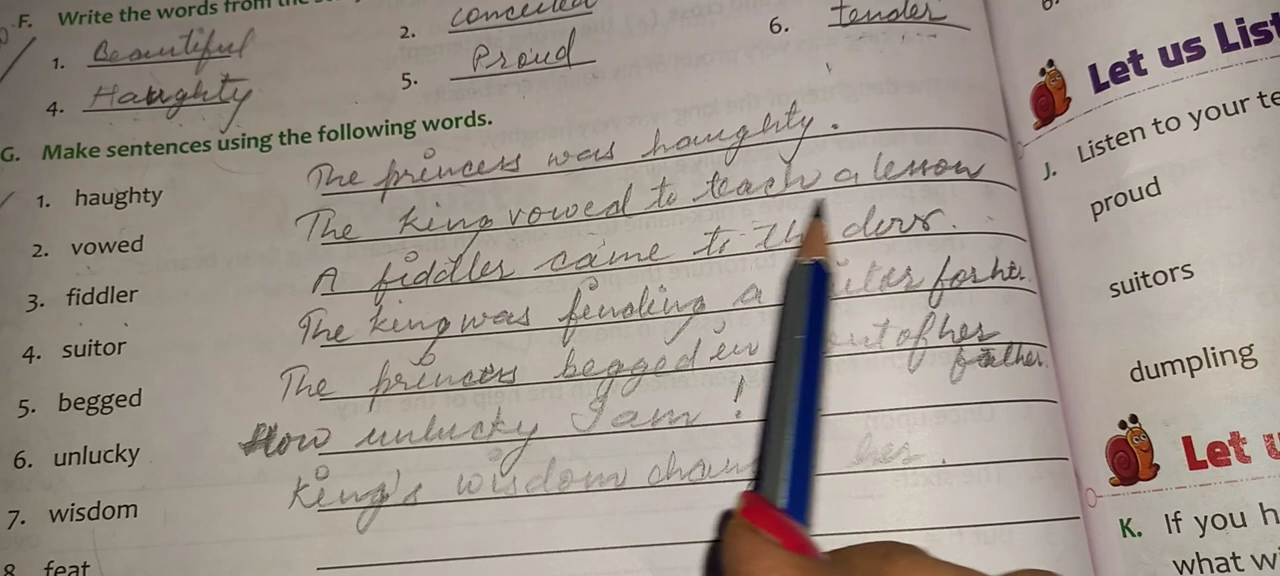 F. Write the words from the
1. Beautiful
2. conceited
6. tender
4. Haughty
5. Proud
G. Make sentences using the following words.
1. haughty The princess was haughty.
2. vowed The king vowed to teach a lesson
3. fiddler A fiddler came to the door.
4. suitor The king was finding a for her.
5. begged The princess begged in of her father.
6. unlucky How unlucky I am!
7. wisdom King's wisdom her.
8. feat
Let us List
J. Listen to your te
proud
suitors
dumpling
Let u
K. If you h
what w